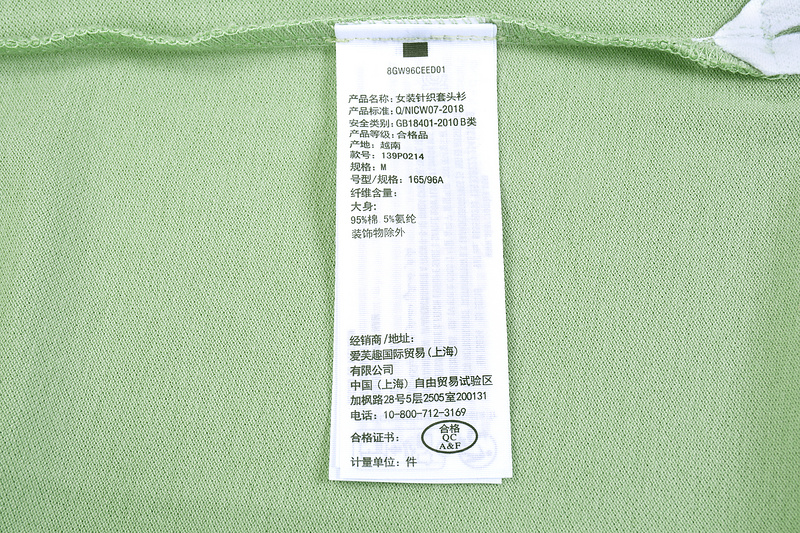 8GW96CEED01
产品名称：女装针织套头衫
产品标准：Q/NICW07-2018
安全类别：GB18401-2010 B类
产品等级：合格品
产地：越南
款号：139P0214
规格：M
号型/规格：165/96A
纤维含量：
大身：
95%棉 5%氨纶
装饰物除外
经销商/地址：
爱芙趣国际贸易(上海)
有限公司
中国（上海）自由贸易试验区
加枫路28号5层2505室200131
电话：10-800-712-3169
合格证书：
合格
QC
A&F
计量单位：件